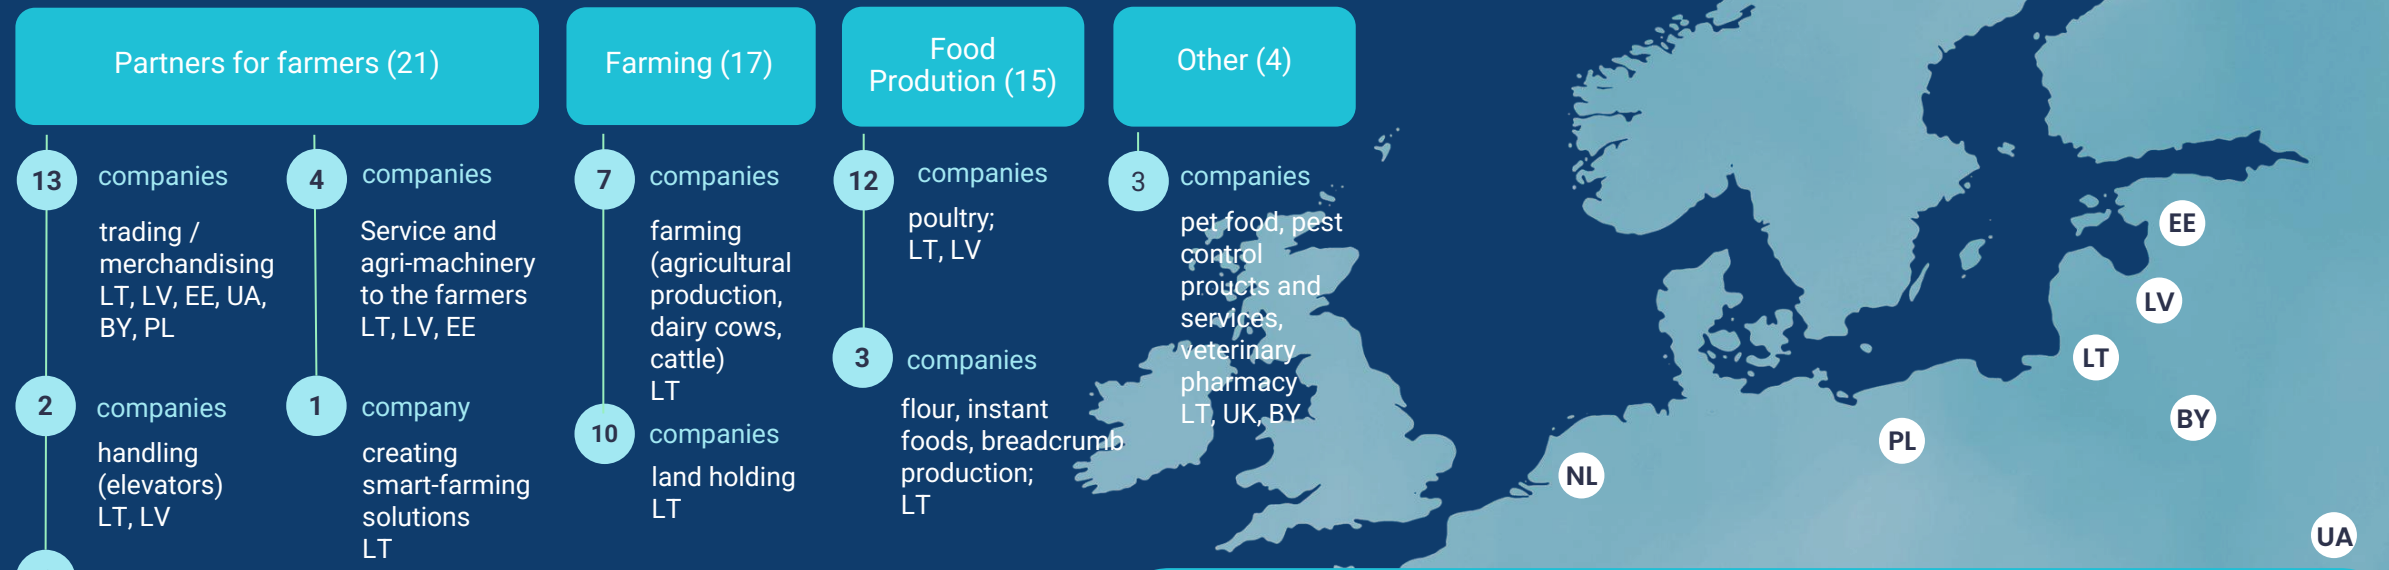 Partners for farmers (21)
13
companies
trading /
merchandising
LT, LV, EE, UA,
BY, PL
2
companies
handling
(elevators)
LT, LV
4
companies
Service and
agri-machinery
to the farmers
LT, LV, EE
1
company
creating
smart-farming
solutions
LT
Farming (17)
7
companies
farming
(agricultural
production,
dairy cows,
cattle)
LT
10
companies
land holding
LT
Food
Prodution (15)
12
companies
poultry;
LT, LV
3
companies
flour, instant
foods, breadcrumb
production;
LT
Other (4)
3
companies
pet food, pest
control
proucts and
services,
veterinary
pharmacy
LT, UK, BY
EE
LV
LT
BY
PL
NL
UA